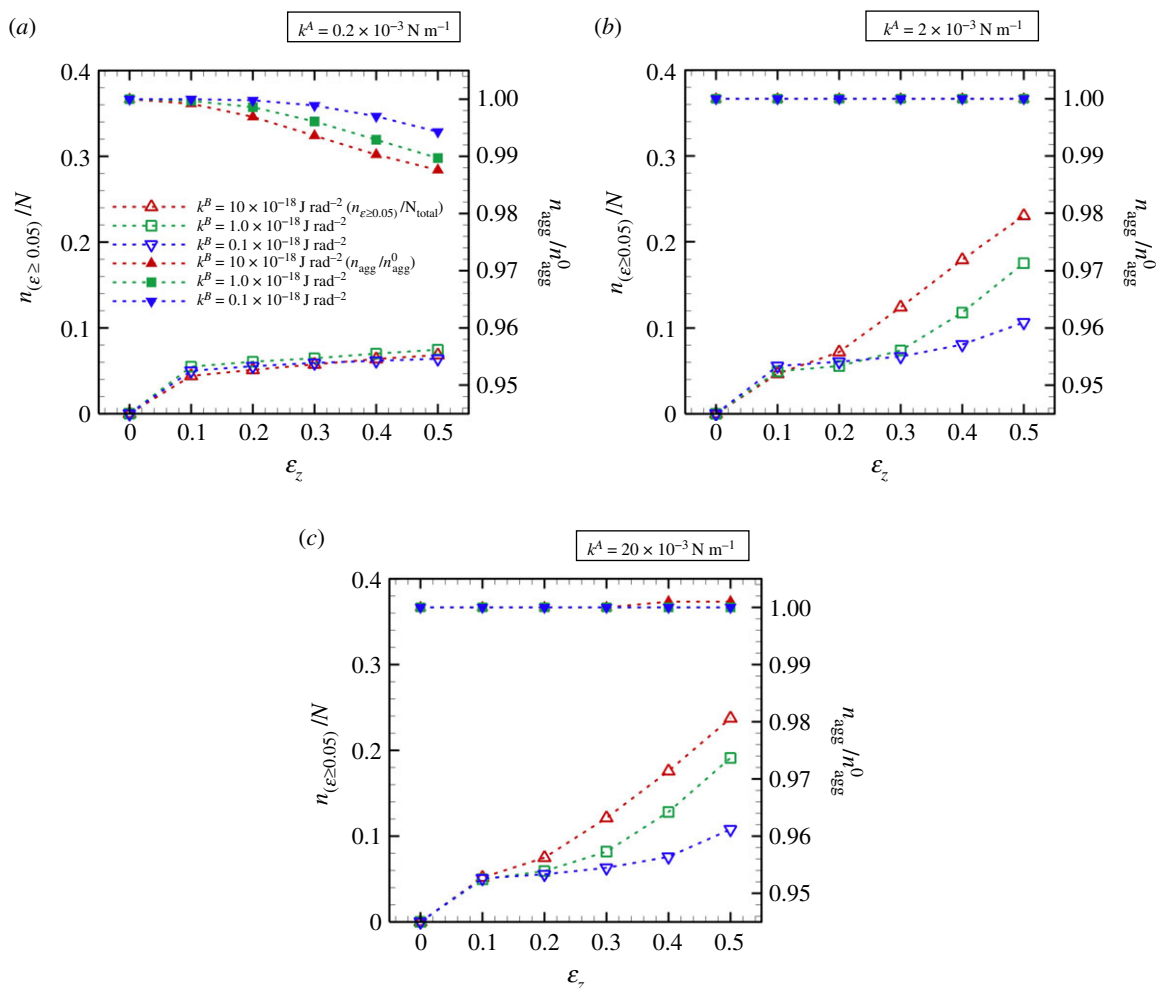 (a)
k^A = 0.2 × 10⁻³ N m⁻¹
0.4
0.3
0.2
0.1
0
n(ε ≥ 0.05) /N
1.00
0.99
0.98
0.97
0.96
0.95
n_agg /n⁰_agg
k^B = 10 × 10⁻¹⁸ J rad⁻² (n_ε≥0.05 /N_total)
k^B = 1.0 × 10⁻¹⁸ J rad⁻²
k^B = 0.1 × 10⁻¹⁸ J rad⁻²
k^B = 10 × 10⁻¹⁸ J rad⁻² (n_agg /n⁰_agg)
k^B = 1.0 × 10⁻¹⁸ J rad⁻²
k^B = 0.1 × 10⁻¹⁸ J rad⁻²
0 0.1 0.2 0.3 0.4 0.5
ε_z
(b)
k^A = 2 × 10⁻³ N m⁻¹
0.4
0.3
0.2
0.1
0
n(ε≥0.05) /N
1.00
0.99
0.98
0.97
0.96
0.95
n_agg /n⁰_agg
0 0.1 0.2 0.3 0.4 0.5
ε_z
(c)
k^A = 20 × 10⁻³ N m⁻¹
0.4
0.3
0.2
0.1
0
n(ε≥0.05) /N
1.00
0.99
0.98
0.97
0.96
0.95
n_agg /n⁰_agg
0 0.1 0.2 0.3 0.4 0.5
ε_z